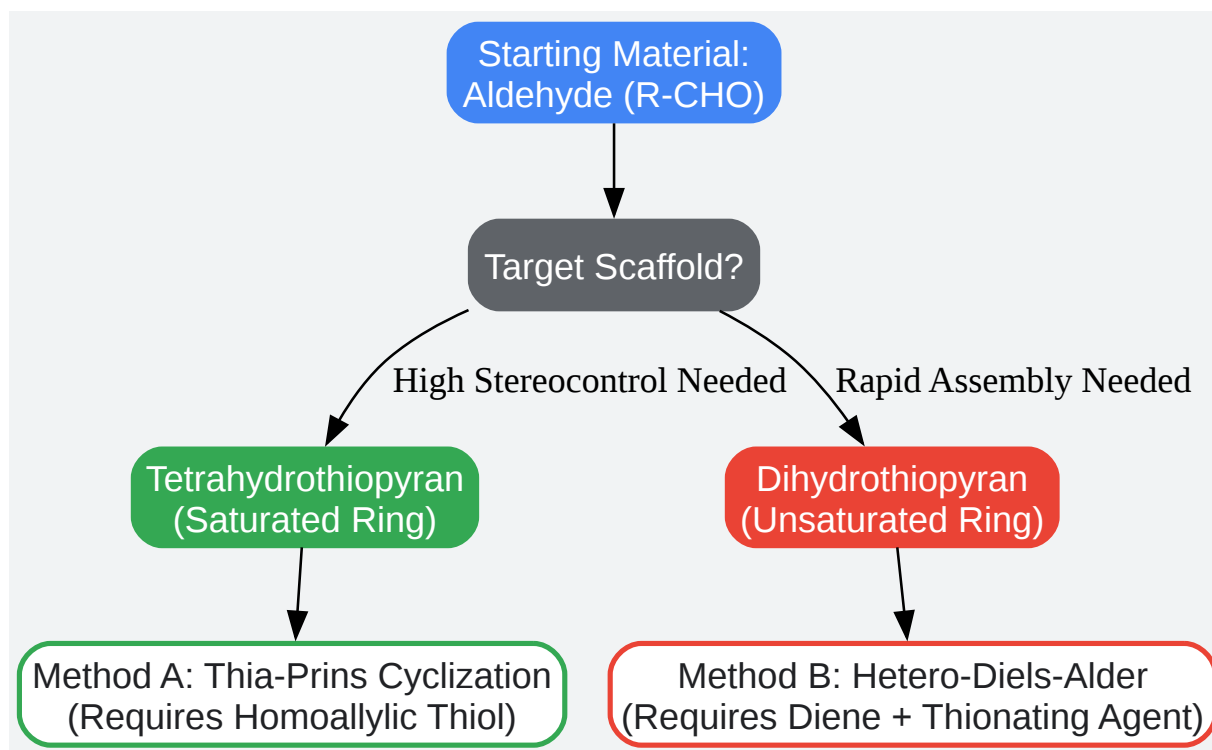 Starting Material:
Aldehyde (R-CHO)
Target Scaffold?
High Stereocontrol Needed
Rapid Assembly Needed
Tetrahydrothiopyran
(Saturated Ring)
Dihydrothiopyran
(Unsaturated Ring)
Method A: Thia-Prins Cyclization
(Requires Homoallylic Thiol)
Method B: Hetero-Diels-Alder
(Requires Diene + Thionating Agent)